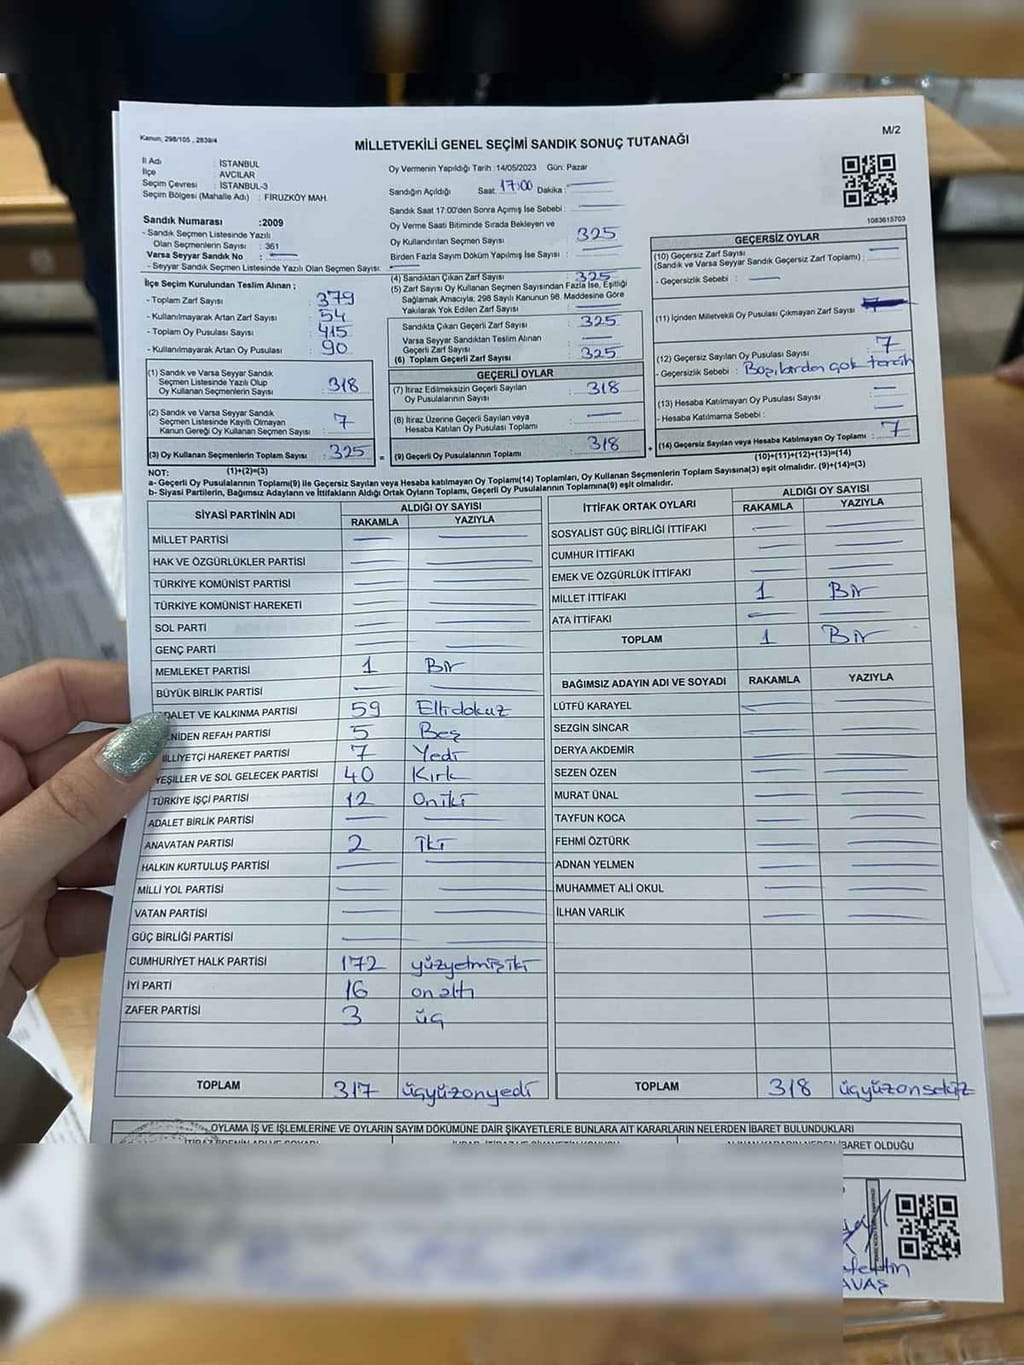 Kanun, 298/105 , 2839/4
M/2
MİLLETVEKİLİ GENEL SEÇİMİ SANDIK SONUÇ TUTANAĞI
İl Adı : İSTANBUL
İlçe : AVCILAR
Seçim Çevresi : İSTANBUL-3
Seçim Bölgesi (Mahalle Adı) : FİRUZKÖY MAH.
Sandık Numarası :2009
- Sandık Seçmen Listesinde Yazılı
Olan Seçmenlerin Sayısı : 361
Varsa Seyyar Sandık No :
- Seyyar Sandık Seçmen Listesinde Yazılı Olan Seçmen Sayısı:
Oy Vermenin Yapıldığı Tarih :14/05/2023 Gün: Pazar
Sandığın Açıldığı Saat: 17:00 Dakika:
Sandık Saat 17:00'den Sonra Açımış İse Sebebi :
Oy Verme Saati Bitiminde Sırada Bekleyen ve
Oy Kullandırılan Seçmen Sayısı 325
Birden Fazla Sayım Döküm Yapılmış İse Sayısı :
1083615703
İlçe Seçim Kurulundan Teslim Alınan ;
- Toplam Zarf Sayısı : 379
- Kullanılmayarak Artan Zarf Sayısı : 54
- Toplam Oy Pusulası Sayısı : 415
- Kullanılmayarak Artan Oy Pusulası : 90
(1) Sandık ve Varsa Seyyar Sandık
Seçmen Listesinde Yazılı Olup
Oy Kullanan Seçmenlerin Sayısı : 318
(2) Sandık ve Varsa Seyyar Sandık
Seçmen Listesinde Kayıtlı Olmayan
Kanun Gereği Oy Kullanan Seçmen Sayısı : 7
(3) Oy Kullanan Seçmenlerin Toplam Sayısı : 325
(4) Sandıktan Çıkan Zarf Sayısı : 325
(5) Zarf Sayısı Oy Kullanan Seçmen Sayısından Fazla İse, Eşitliği
Sağlamak Amacıyla, 298 Sayılı Kanunun 98. Maddesine Göre
Yakılarak Yok Edilen Zarf Sayısı :
Sandıkta Çıkan Geçerli Zarf Sayısı : 325
Varsa Seyyar Sandıktan Teslim Alınan
Geçerli Zarf Sayısı :
(6) Toplam Geçerli Zarf Sayısı : 325
GEÇERLİ OYLAR
(7) İtiraz Edilmeksizin Geçerli Sayılan
Oy Pusulalarının Sayısı : 318
(8) İtiraz Üzerine Geçerli Sayılan veya
Hesaba Katılan Oy Pusulası Toplamı :
= (9) Geçerli Oy Pusulalarının Toplamı : 318
GEÇERSİZ OYLAR
(10) Geçersiz Zarf Sayısı
(Sandık ve Varsa Seyyar Sandık Geçersiz Zarf Toplamı) :
- Geçersizlik Sebebi :
(11) İçinden Milletvekili Oy Pusulası Çıkmayan Zarf Sayısı :
(12) Geçersiz Sayılan Oy Pusulası Sayısı : 7
- Geçersizlik Sebebi : çok tercih
(13) Hesaba Katılmayan Oy Pusulası Sayısı :
- Hesaba Katılmama Sebebi :
+ (14) Geçersiz Sayılan veya Hesaba Katılmayan Oy Toplamı : 7
NOT: (1)+(2)=(3)
(10)+(11)+(12)+(13)=(14)
a- Geçerli Oy Pusulalarının Toplamı(9) ile Geçersiz Sayılan veya Hesaba katılmayan Oy Toplamı(14) Toplamları, Oy Kullanan Seçmenlerin Toplam Sayısına(3) eşit olmalıdır. (9)+(14)=(3)
b- Siyasi Partilerin, Bağımsız Adayların ve İttifakların Aldığı Ortak Oyların Toplamı, Geçerli Oy Pusulalarının Toplamına(9) eşit olmalıdır.
SİYASİ PARTİNİN ADI
ALDIĞI OY SAYISI
RAKAMLA YAZIYLA
MİLLET PARTİSİ
HAK VE ÖZGÜRLÜKLER PARTİSİ
TÜRKİYE KOMÜNİST PARTİSİ
TÜRKİYE KOMÜNİST HAREKETİ
SOL PARTİ
GENÇ PARTİ
MEMLEKET PARTİSİ 1 Bir
BÜYÜK BİRLİK PARTİSİ
DALET VE KALKINMA PARTİSİ 59 Ellidokuz
NİDEN REFAH PARTİSİ 5 Beş
İLLİYETÇİ HAREKET PARTİSİ 7 Yedi
YEŞİLLER VE SOL GELECEK PARTİSİ 40 Kırk
TÜRKİYE İŞÇİ PARTİSİ 12 Oniki
ADALET BİRLİK PARTİSİ
ANAVATAN PARTİSİ 2 İki
HALKIN KURTULUŞ PARTİSİ
MİLLİ YOL PARTİSİ
VATAN PARTİSİ
GÜÇ BİRLİĞİ PARTİSİ
CUMHURİYET HALK PARTİSİ 172 yüzyetmişiki
İYİ PARTİ 16 onaltı
ZAFER PARTİSİ 3 üç
TOPLAM 317 üçyüzonyedi
İTTİFAK ORTAK OYLARI
ALDIĞI OY SAYISI
RAKAMLA YAZIYLA
SOSYALİST GÜÇ BİRLİĞİ İTTİFAKI
CUMHUR İTTİFAKI
EMEK VE ÖZGÜRLÜK İTTİFAKI
MİLLET İTTİFAKI 1 Bir
ATA İTTİFAKI
TOPLAM 1 Bir
BAĞIMSIZ ADAYIN ADI VE SOYADI RAKAMLA YAZIYLA
LÜTFÜ KARAYEL
SEZGİN SİNCAR
DERYA AKDEMİR
SEZEN ÖZEN
MURAT ÜNAL
TAYFUN KOCA
FEHMİ ÖZTÜRK
ADNAN YELMEN
MUHAMMET ALİ OKUL
İLHAN VARLIK
TOPLAM 318 üçyüzonsekiz
OYLAMA İŞ VE İŞLEMLERİNE VE OYLARIN SAYIM DÖKÜMÜNE DAİR ŞİKAYETLERLE BUNLARA AİT KARARLARIN NELERDEN İBARET BULUNDUKLARI
İBARET OLDUĞU